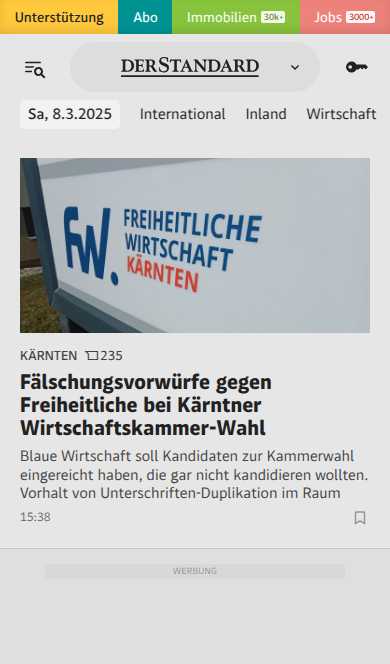 Unterstützung Abo Immobilien 30k+ Jobs 3000+
DERSTANDARD
Sa, 8.3.2025 International Inland Wirtschaft
fw.
FREIHEITLICHE
WIRTSCHAFT
KÄRNTEN
KÄRNTEN 235
Fälschungsvorwürfe gegen
Freiheitliche bei Kärntner
Wirtschaftskammer-Wahl
Blaue Wirtschaft soll Kandidaten zur Kammerwahl
eingereicht haben, die gar nicht kandidieren wollten.
Vorhalt von Unterschriften-Duplikation im Raum
15:38
WERBUNG